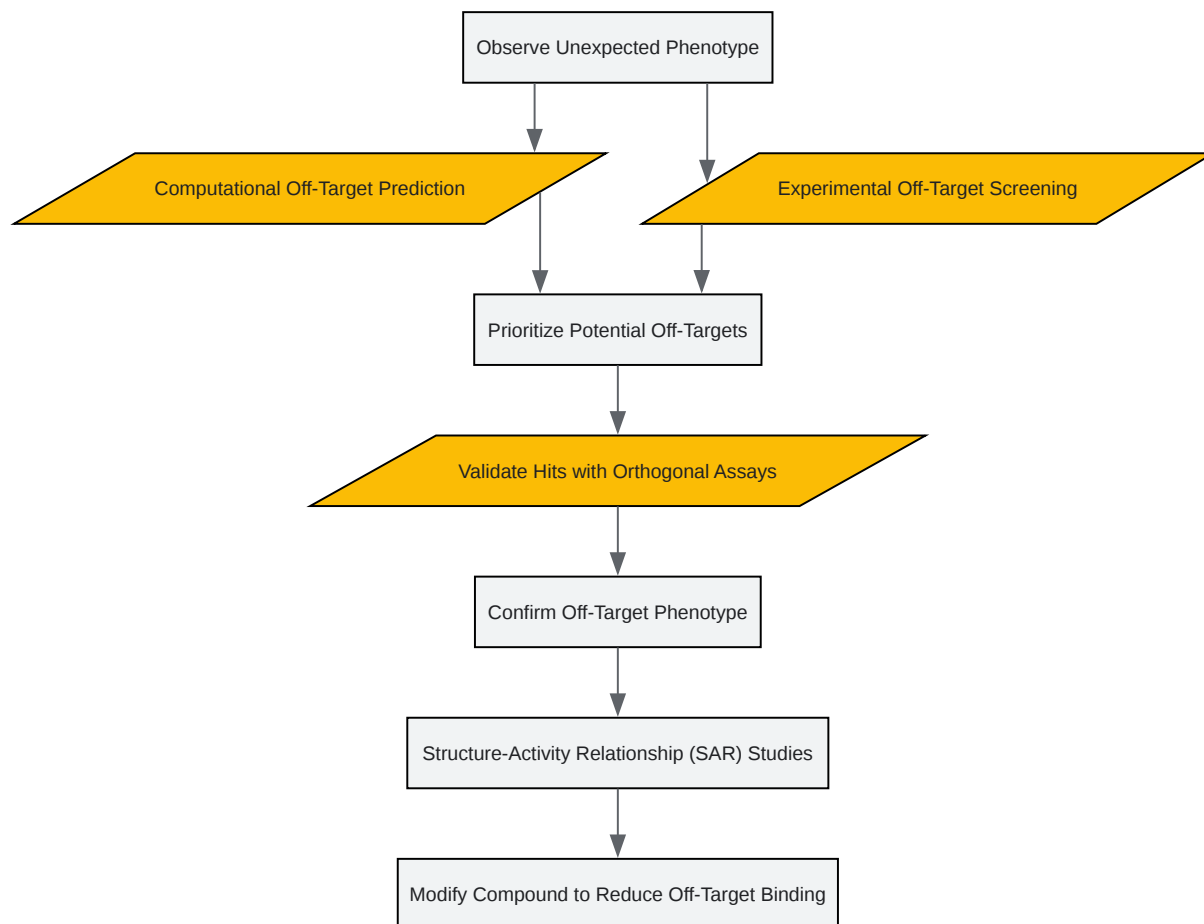 Observe Unexpected Phenotype
Computational Off-Target Prediction
Experimental Off-Target Screening
Prioritize Potential Off-Targets
Validate Hits with Orthogonal Assays
Confirm Off-Target Phenotype
Structure-Activity Relationship (SAR) Studies
Modify Compound to Reduce Off-Target Binding